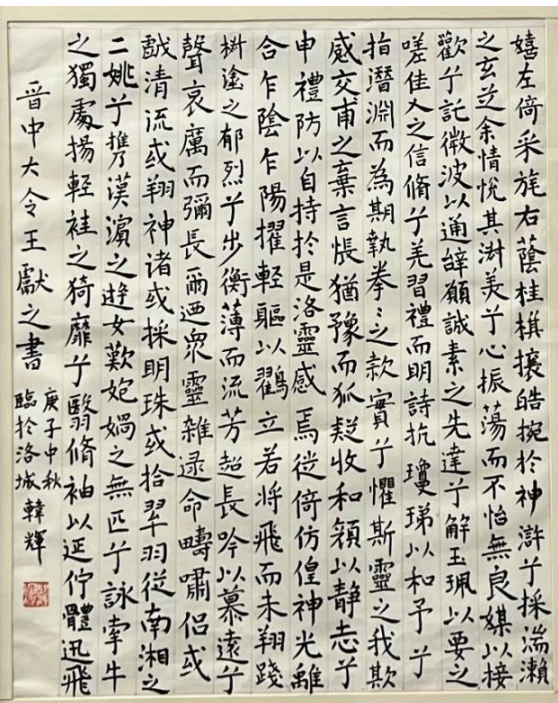 嬉左倚采旄右蔭桂棋攘皓捥於神滸兮採湍瀨
之玄芝余情悅其淑美兮心振蕩而不怡無良媒以接
歡兮託微波以通辭願誠素之先達兮解玉珮以要之
嗟佳人之信脩兮羌習禮而明詩抗瓊珶以和予兮
指潛淵而為期執拳〻之款實兮懼斯靈之我欺
感交甫之棄言悵猶豫而狐疑收和顏以靜志兮
申禮防以自持於是洛靈感焉徙倚仿偟神光離
合乍陰乍陽擢輕軀以鶴立若將飛而未翔踐
椒塗之郁烈兮步衡薄而流芳超長吟以慕遠兮
聲哀厲而彌長爾迺眾靈雜遝命疇嘯侶或
戲清流或翔神渚或採明珠或拾翠羽從南湘之
二姚兮攜漢濱之遊女歎匏媧之無匹兮詠牽牛
之獨處揚輕袿之猗靡兮翳脩袖以延佇體迅飛
晉中大令王獻之書
庚子中秋
臨於洛城韓輝